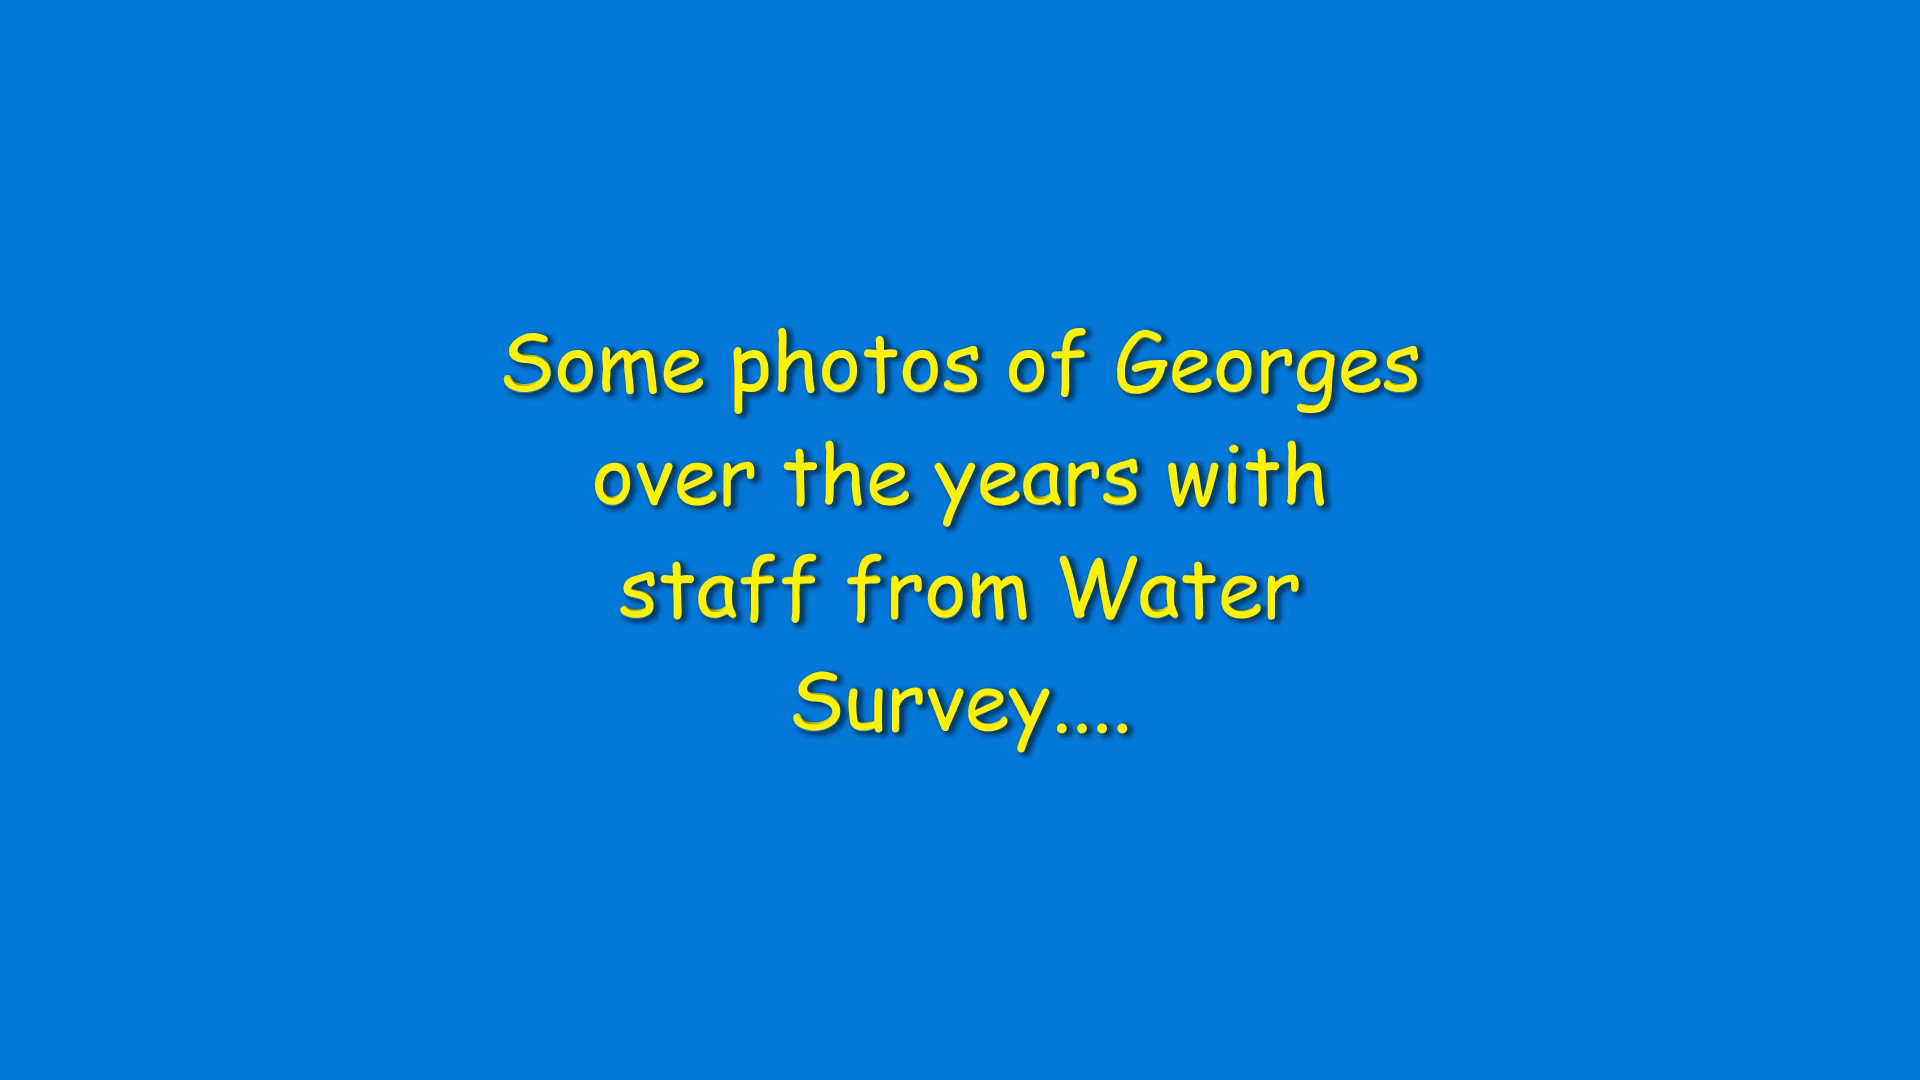 Some photos of Georges
over the years with
staff from Water
Survey....